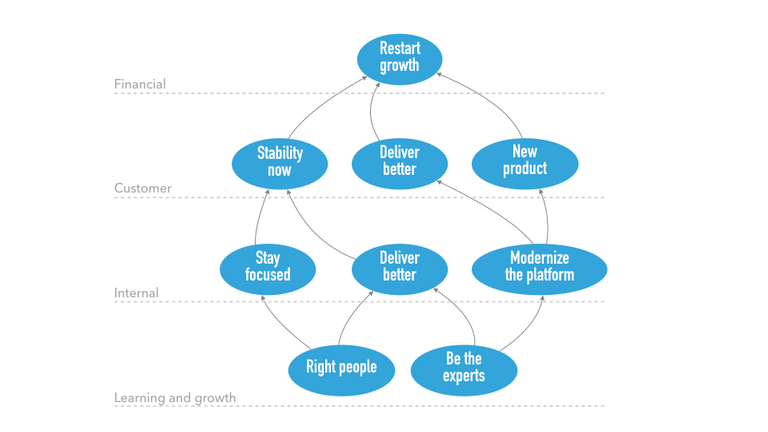 Restart
growth
Financial
Stability
now
Deliver
better
New
product
Customer
Stay
focused
Deliver
better
Modernize
the platform
Internal
Right people
Be the
experts
Learning and growth